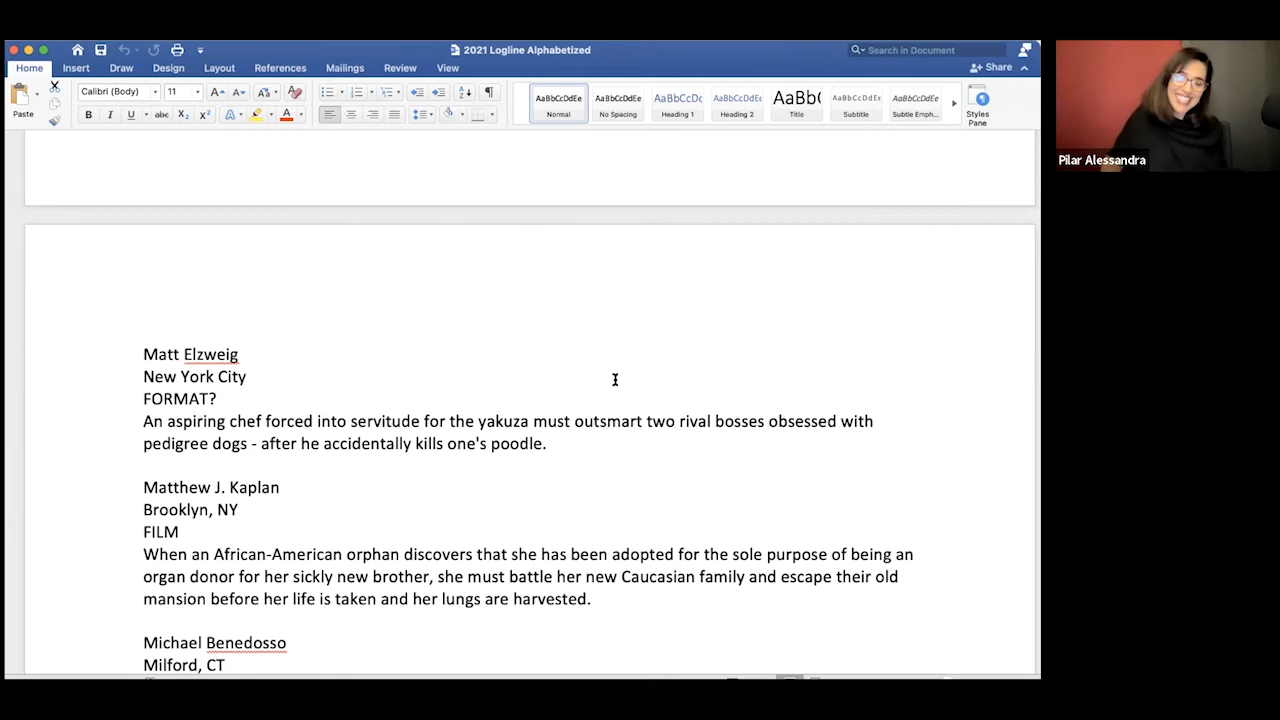 2021 Logline Alphabetized
Search in Document
Home Insert Draw Design Layout References Mailings Review View
Share
Paste
Calibri (Body) 11
AaBbCcDdEe AaBbCcDdEe AaBbCcDc AaBbCcDdEe AaBb( AaBbCcDdEe AaBbCcDdEe
Normal No Spacing Heading 1 Heading 2 Title Subtitle Subtle Emph...
Styles
Pane
Pilar Alessandra
Matt Elzweig
New York City
FORMAT?
An aspiring chef forced into servitude for the yakuza must outsmart two rival bosses obsessed with
pedigree dogs - after he accidentally kills one's poodle.
Matthew J. Kaplan
Brooklyn, NY
FILM
When an African-American orphan discovers that she has been adopted for the sole purpose of being an
organ donor for her sickly new brother, she must battle her new Caucasian family and escape their old
mansion before her life is taken and her lungs are harvested.
Michael Benedosso
Milford, CT